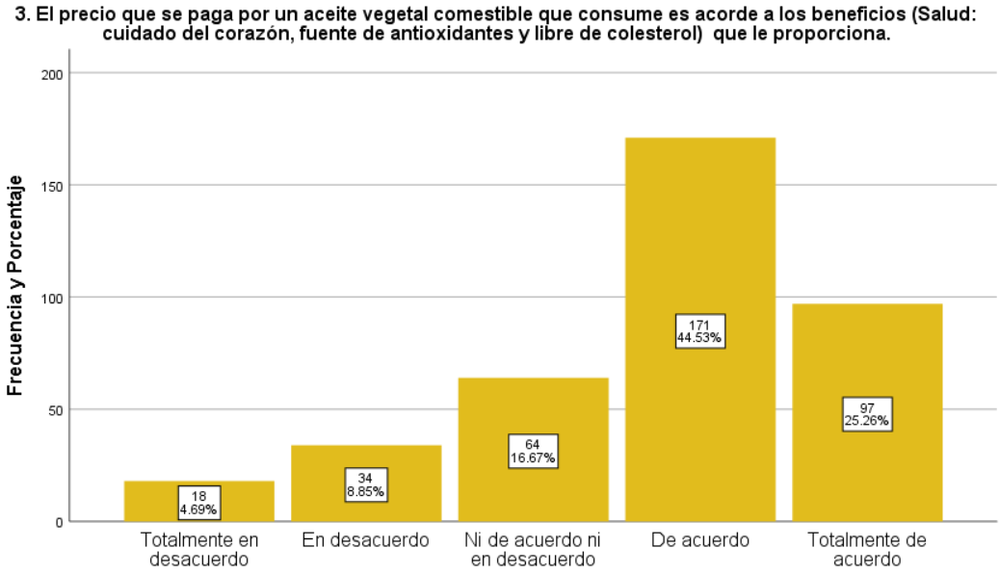 3. El precio que se paga por un aceite vegetal comestible que consume es acorde a los beneficios (Salud:
cuidado del corazón, fuente de antioxidantes y libre de colesterol) que le proporciona.
Frecuencia y Porcentaje
200
150
100
50
0
18
4.69%
34
8.85%
64
16.67%
171
44.53%
97
25.26%
Totalmente en
desacuerdo
En desacuerdo
Ni de acuerdo ni
en desacuerdo
De acuerdo
Totalmente de
acuerdo